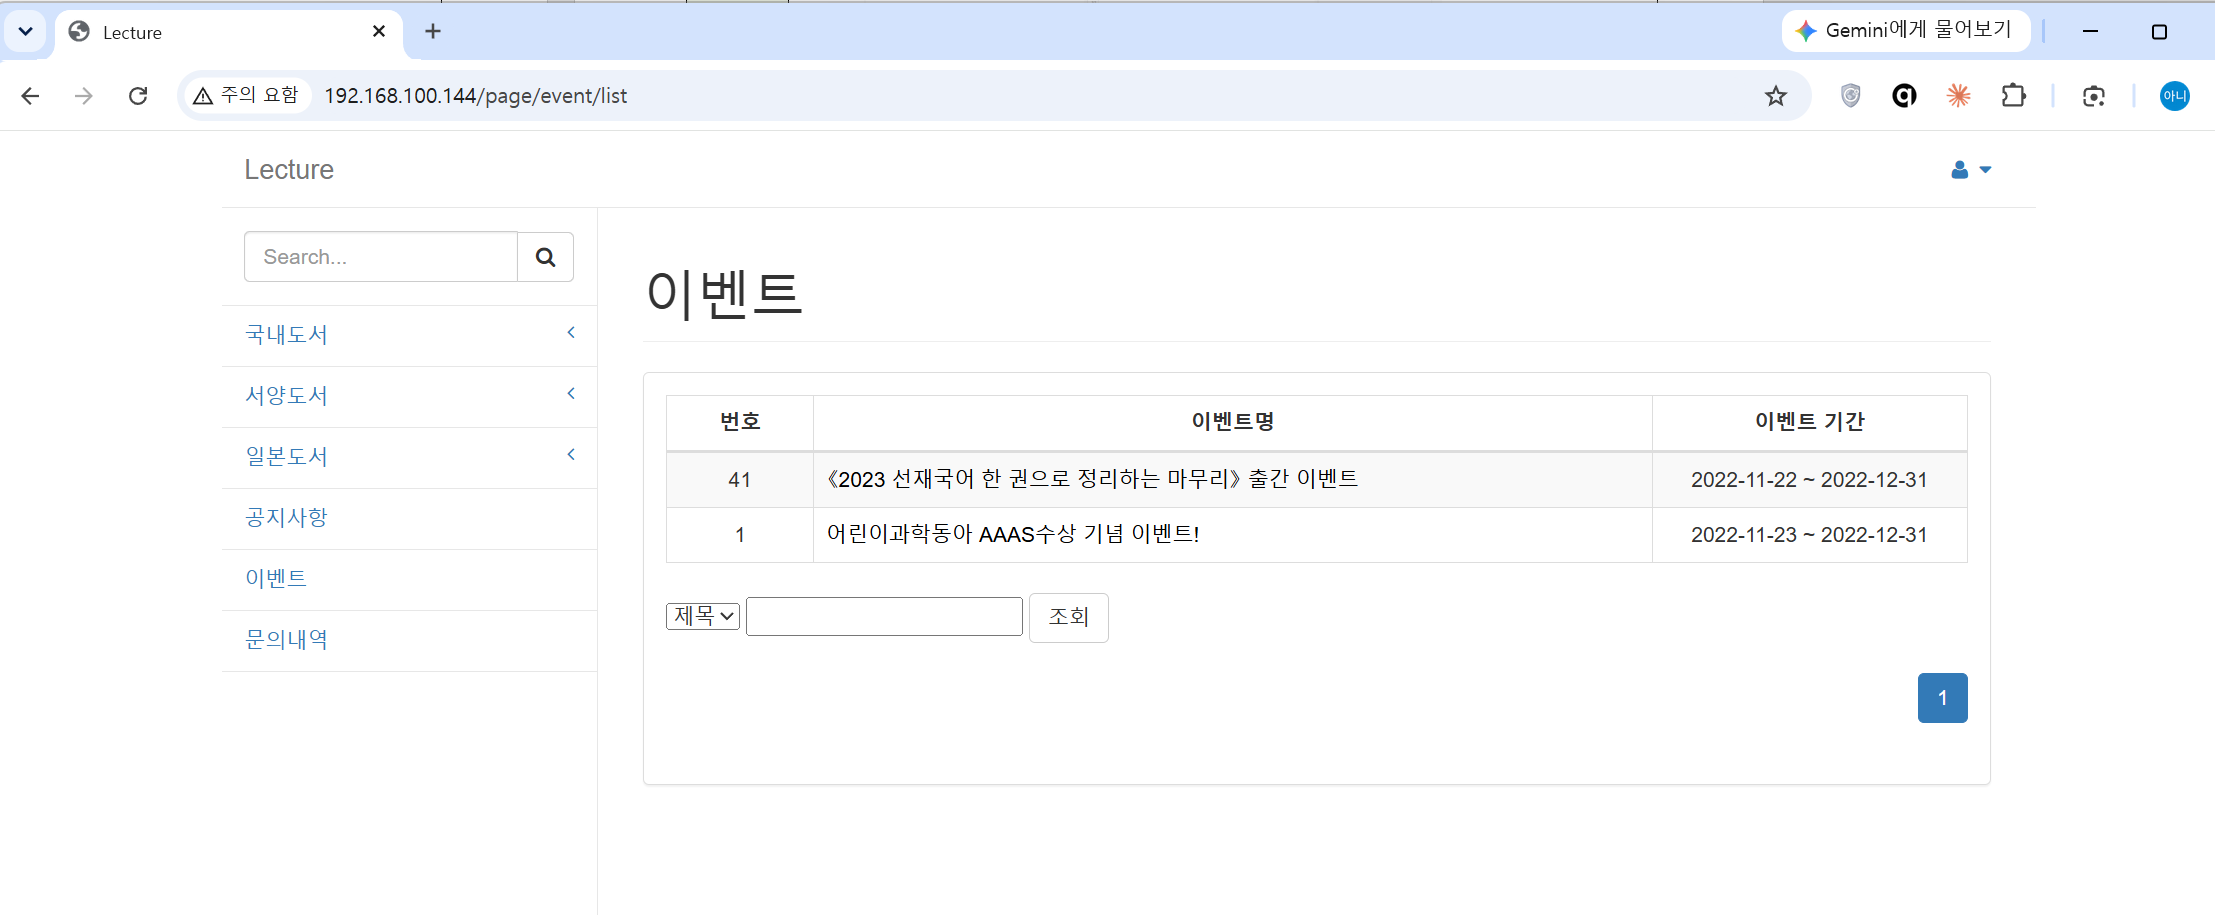 Lecture
Gemini에게 물어보기
주의 요함
192.168.100.144/page/event/list
아니
Lecture
Search...
국내도서
서양도서
일본도서
공지사항
이벤트
문의내역
이벤트
번호 이벤트명 이벤트 기간
41 《2023 선재국어 한 권으로 정리하는 마무리》 출간 이벤트 2022-11-22 ~ 2022-12-31
1 어린이과학동아 AAAS수상 기념 이벤트! 2022-11-23 ~ 2022-12-31
제목 조회
1